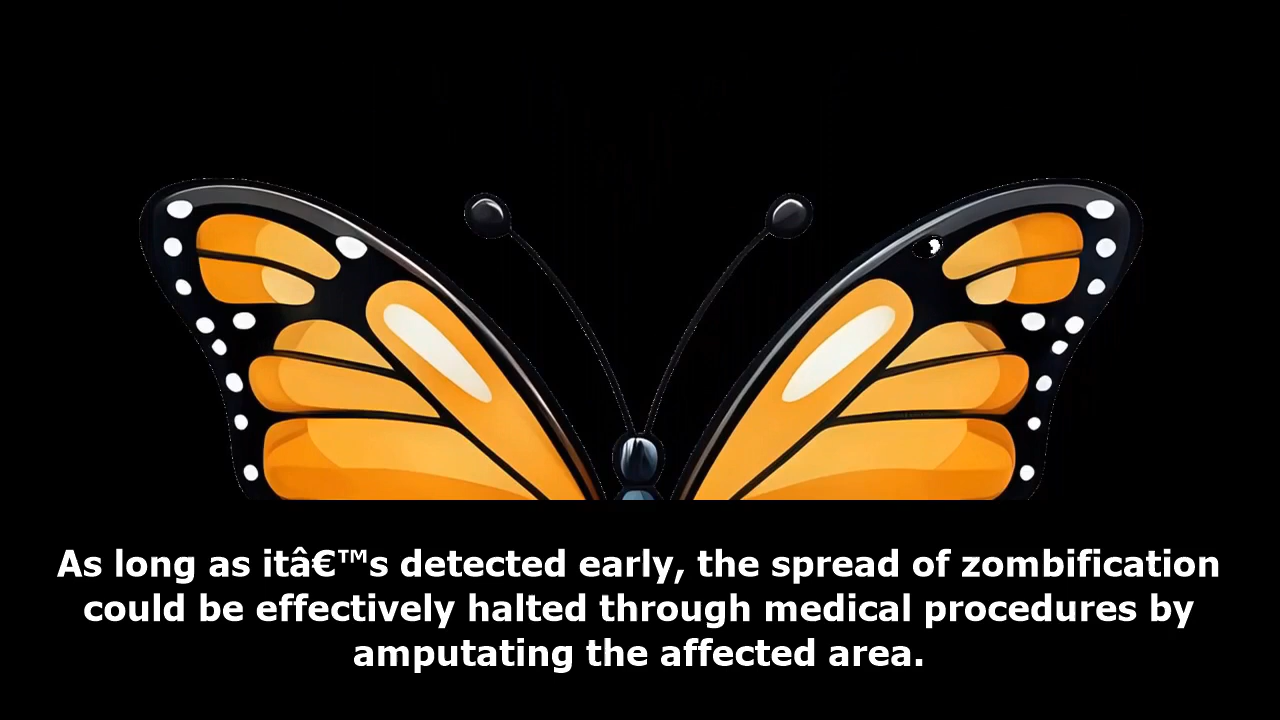 As long as itâ€™s detected early, the spread of zombification
could be effectively halted through medical procedures by
amputating the affected area.